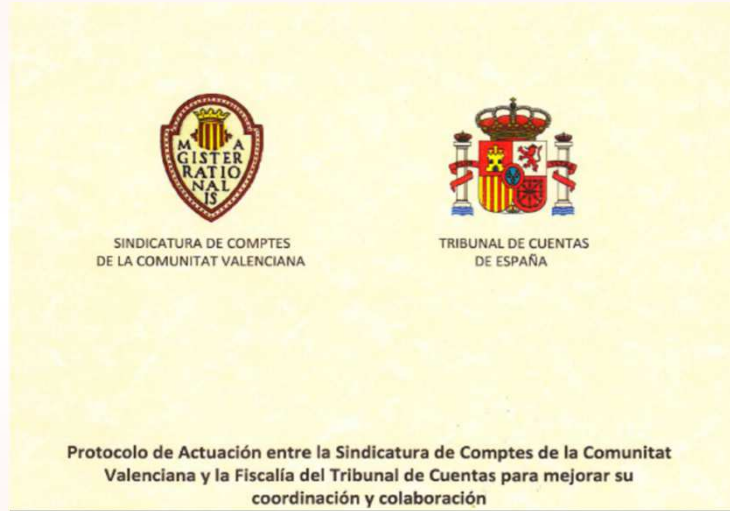 M A
GISTER
RATIO
NAL
IS
SINDICATURA DE COMPTES
DE LA COMUNITAT VALENCIANA
TRIBUNAL DE CUENTAS
DE ESPAÑA
Protocolo de Actuación entre la Sindicatura de Comptes de la Comunitat
Valenciana y la Fiscalía del Tribunal de Cuentas para mejorar su
coordinación y colaboración